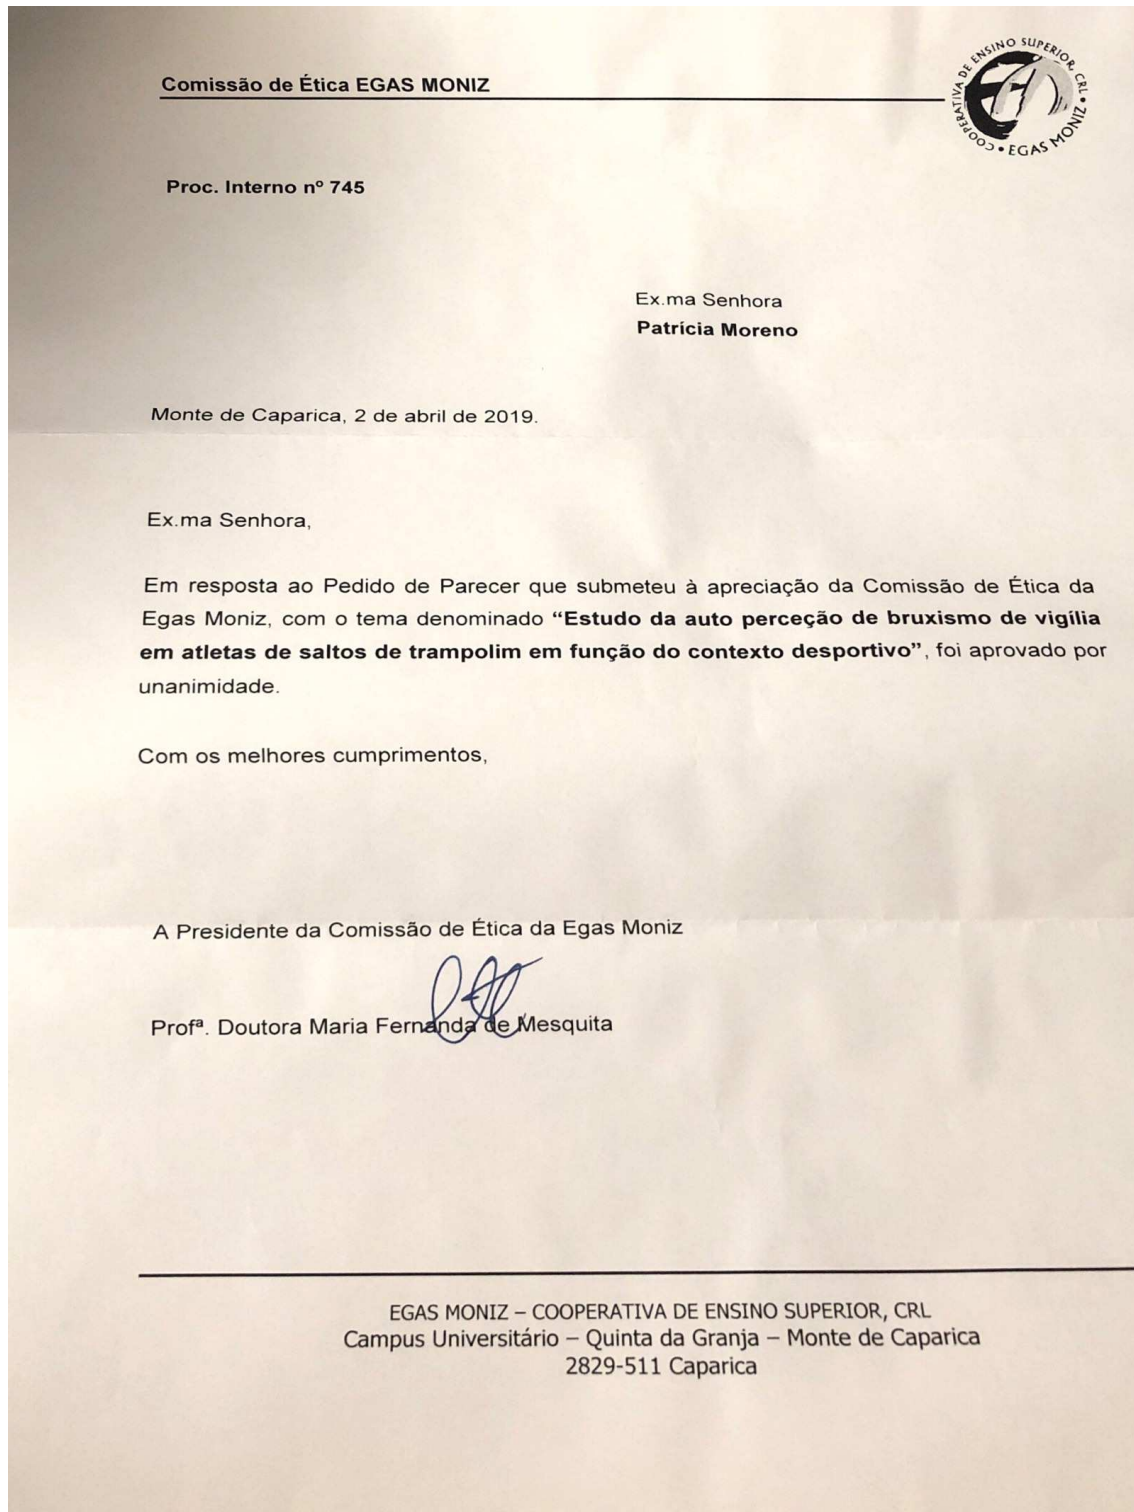 Comissão de Ética EGAS MONIZ
COOPERATIVA DE ENSINO SUPERIOR, CRL • EGAS MONIZ •
Proc. Interno nº 745
Ex.ma Senhora
Patrícia Moreno
Monte de Caparica, 2 de abril de 2019.
Ex.ma Senhora,
Em resposta ao Pedido de Parecer que submeteu à apreciação da Comissão de Ética da
Egas Moniz, com o tema denominado “Estudo da auto perceção de bruxismo de vigília
em atletas de saltos de trampolim em função do contexto desportivo”, foi aprovado por
unanimidade.
Com os melhores cumprimentos,
A Presidente da Comissão de Ética da Egas Moniz
Profª. Doutora Maria Fernanda de Mesquita
EGAS MONIZ – COOPERATIVA DE ENSINO SUPERIOR, CRL
Campus Universitário – Quinta da Granja – Monte de Caparica
2829-511 Caparica